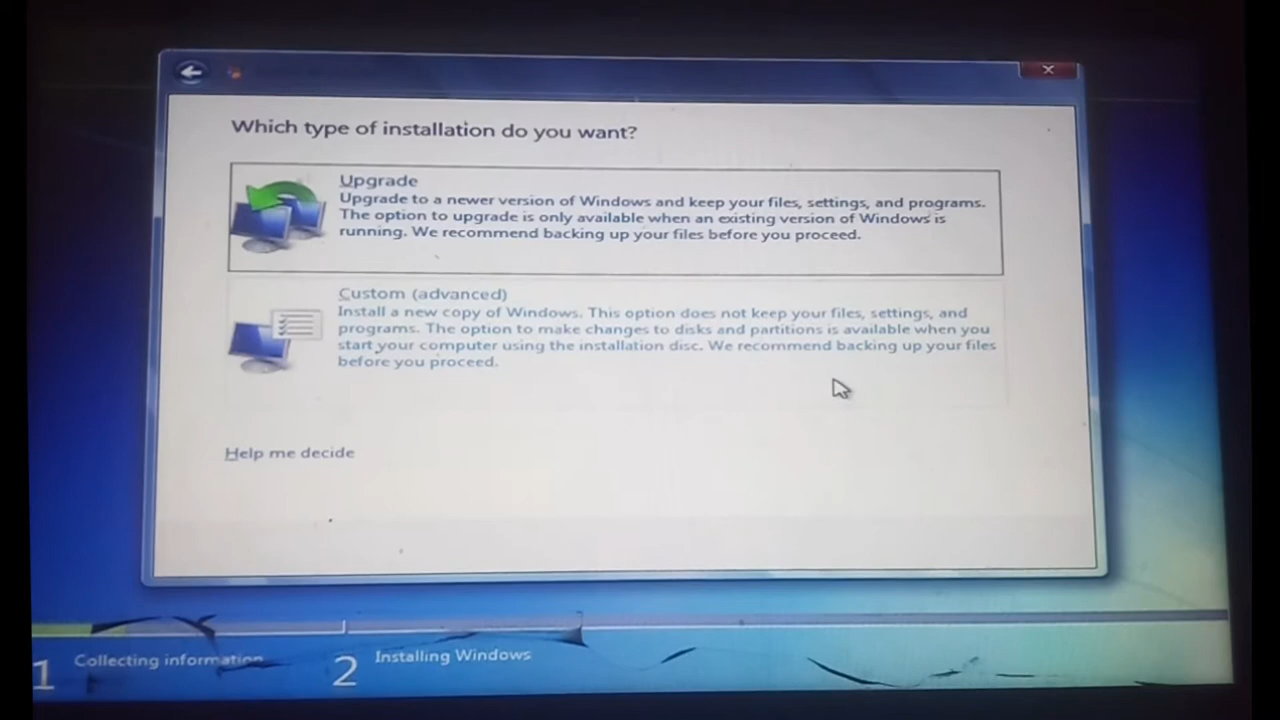 Which type of installation do you want?
Upgrade
Upgrade to a newer version of Windows and keep your files, settings, and programs.
The option to upgrade is only available when an existing version of Windows is
running. We recommend backing up your files before you proceed.
Custom (advanced)
Install a new copy of Windows. This option does not keep your files, settings, and
programs. The option to make changes to disks and partitions is available when you
start your computer using the installation disc. We recommend backing up your files
before you proceed.
Help me decide
1 Collecting information
2 Installing Windows